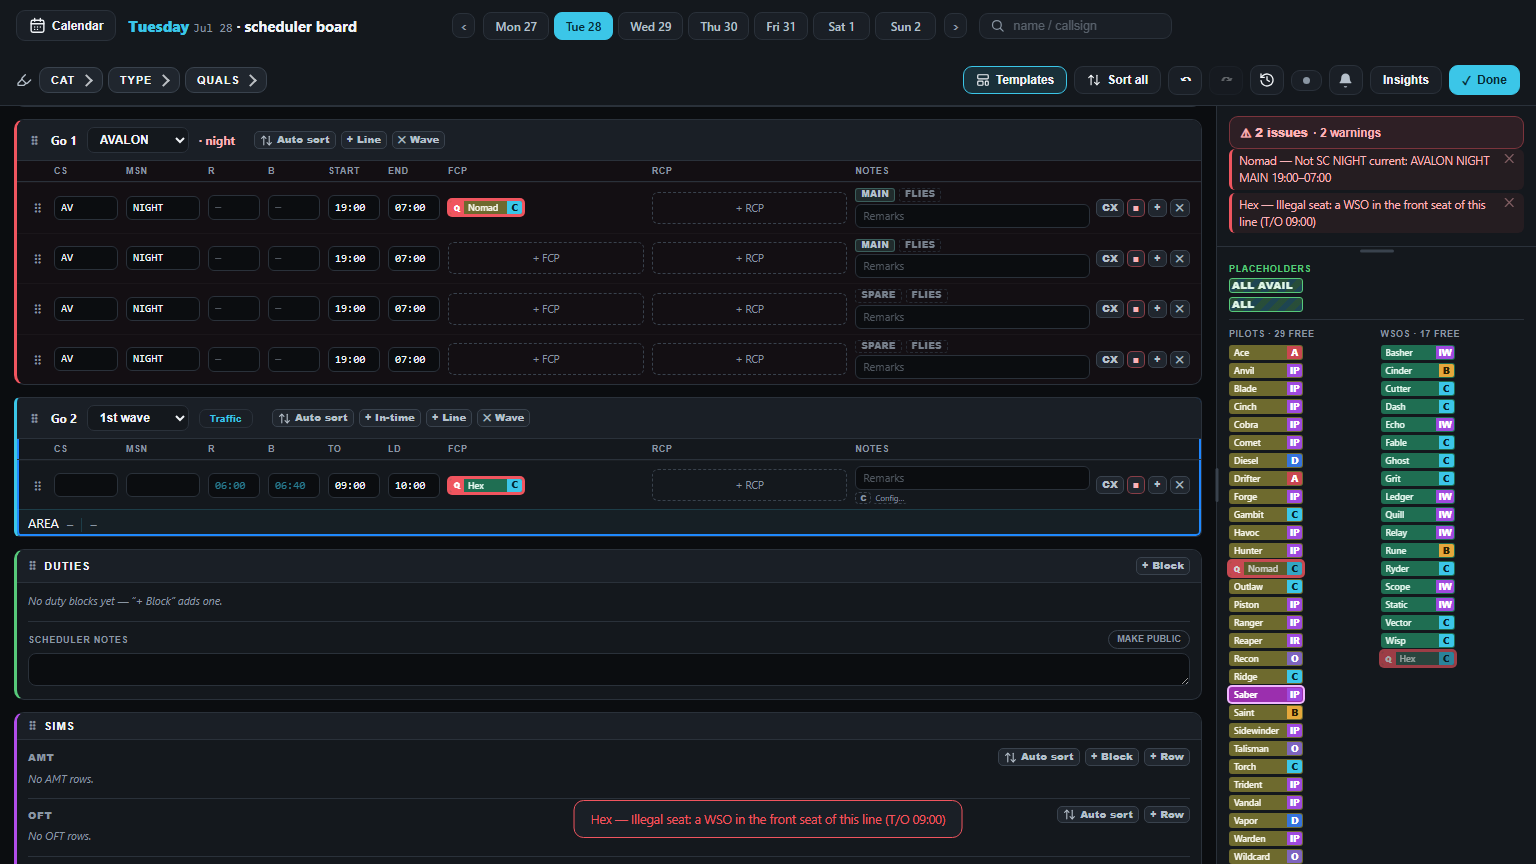 Calendar
Tuesday Jul 28 · scheduler board
‹ Mon 27 Tue 28 Wed 29 Thu 30 Fri 31 Sat 1 Sun 2 ›
name / callsign
CAT TYPE QUALS
Templates Sort all Insights ✓ Done
Go 1 AVALON · night Auto sort + Line ✕ Wave
CS MSN R B START END FCP RCP NOTES
AV NIGHT – – 19:00 07:00 Q Nomad C + RCP MAIN FLIES Remarks CX ■ + ✕
AV NIGHT – – 19:00 07:00 + FCP + RCP MAIN FLIES Remarks CX ■ + ✕
AV NIGHT – – 19:00 07:00 + FCP + RCP SPARE FLIES Remarks CX ■ + ✕
AV NIGHT – – 19:00 07:00 + FCP + RCP SPARE FLIES Remarks CX ■ + ✕
Go 2 1st wave Traffic Auto sort + In-time + Line ✕ Wave
CS MSN R B TO LD FCP RCP NOTES
06:00 06:40 09:00 10:00 Q Hex C + RCP Remarks CX ■ + ✕
C Config...
AREA – –
DUTIES + Block
No duty blocks yet — "+ Block" adds one.
SCHEDULER NOTES MAKE PUBLIC
SIMS
AMT Auto sort + Block + Row
No AMT rows.
OFT Auto sort + Row
No OFT rows.
Hex — Illegal seat: a WSO in the front seat of this line (T/O 09:00)
⚠ 2 issues · 2 warnings
Nomad — Not SC NIGHT current: AVALON NIGHT
MAIN 19:00–07:00
Hex — Illegal seat: a WSO in the front seat of this
line (T/O 09:00)
PLACEHOLDERS
ALL AVAIL
ALL
PILOTS · 29 FREE
Ace A
Anvil IP
Blade IP
Cinch IP
Cobra IP
Comet IP
Diesel D
Drifter A
Forge IP
Gambit C
Havoc IP
Hunter IP
Q Nomad C
Outlaw C
Piston IP
Ranger IP
Reaper IR
Recon O
Ridge C
Saber IP
Saint B
Sidewinder IP
Talisman O
Torch C
Trident IP
Vandal IP
Vapor D
Warden IP
Wildcard O
WSOS · 17 FREE
Basher IW
Cinder B
Cutter C
Dash C
Echo IW
Fable C
Ghost C
Grit C
Ledger IW
Quill IW
Relay IW
Rune B
Ryder C
Scope IW
Static IW
Vector C
Wisp C
Q Hex C